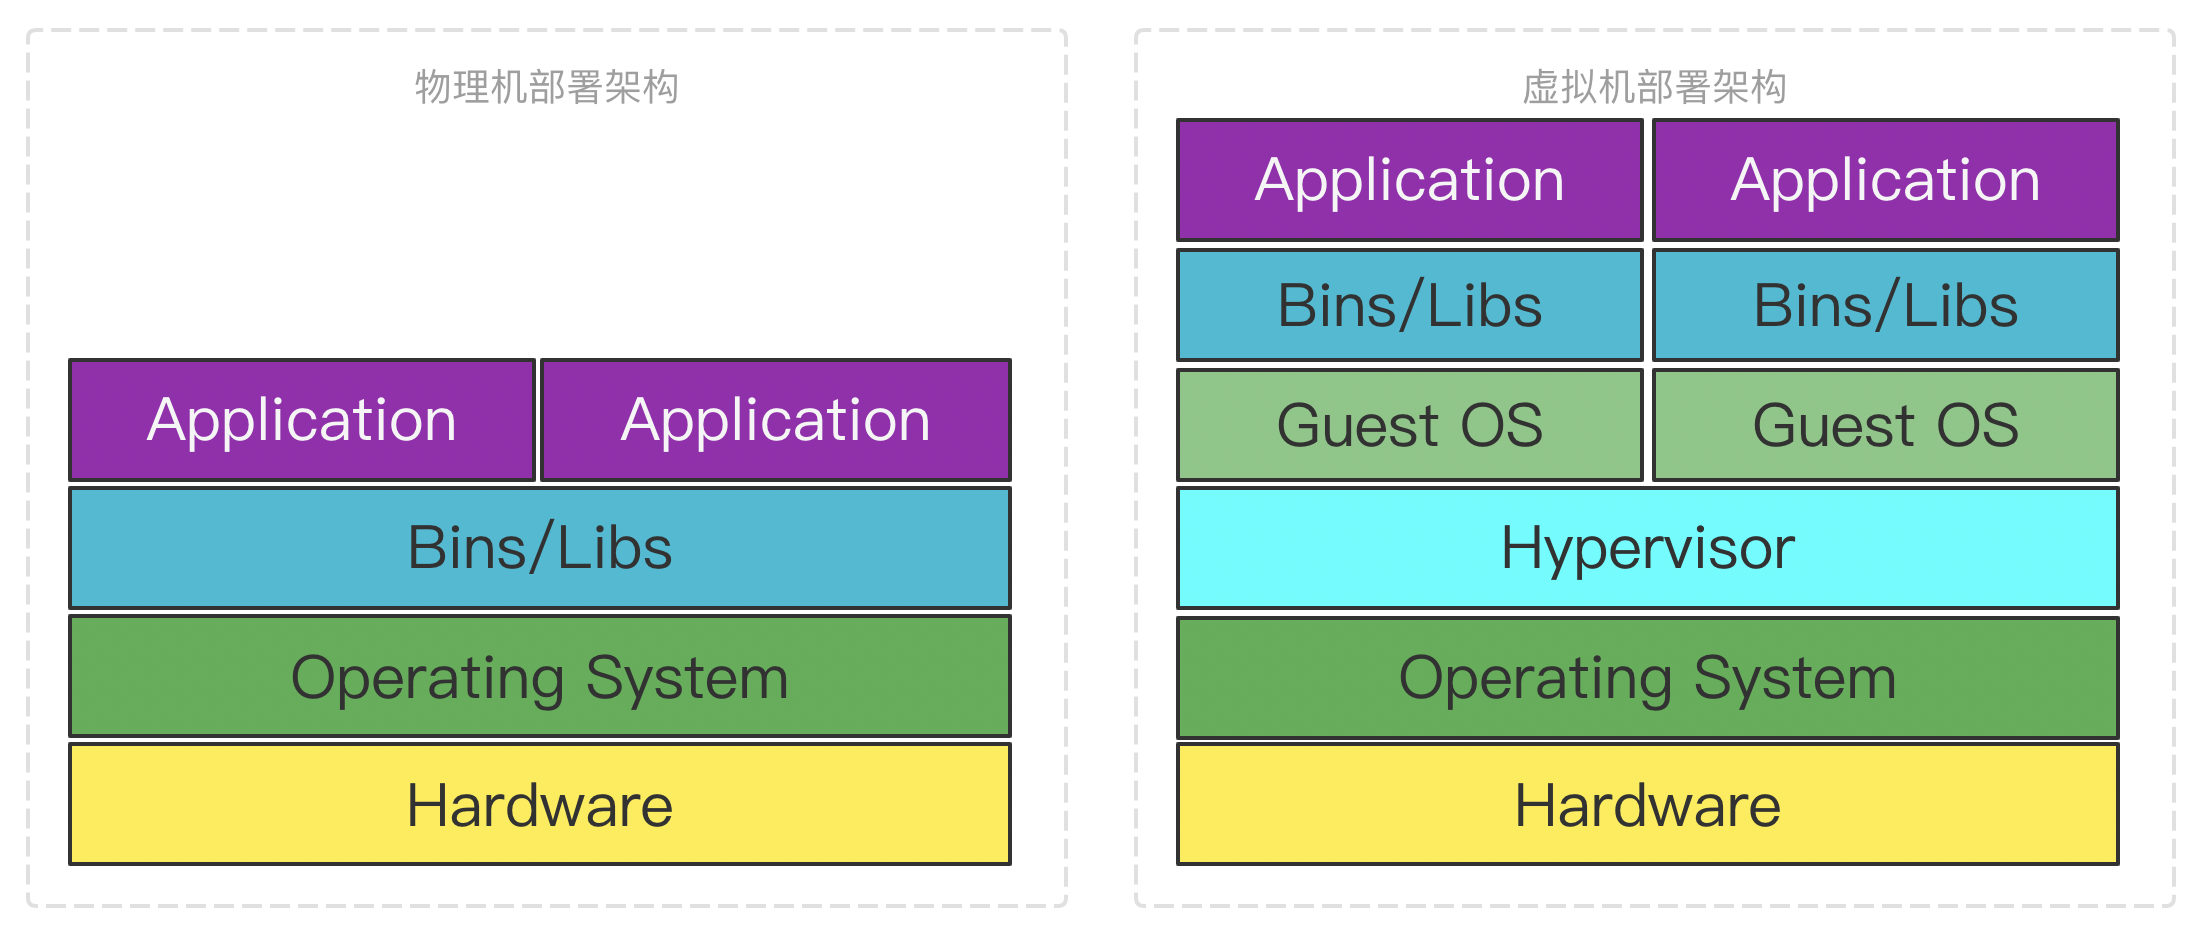 物理机部署架构
Application
Application
Bins/Libs
Operating System
Hardware
虚拟机部署架构
Application
Application
Bins/Libs
Bins/Libs
Guest OS
Guest OS
Hypervisor
Operating System
Hardware